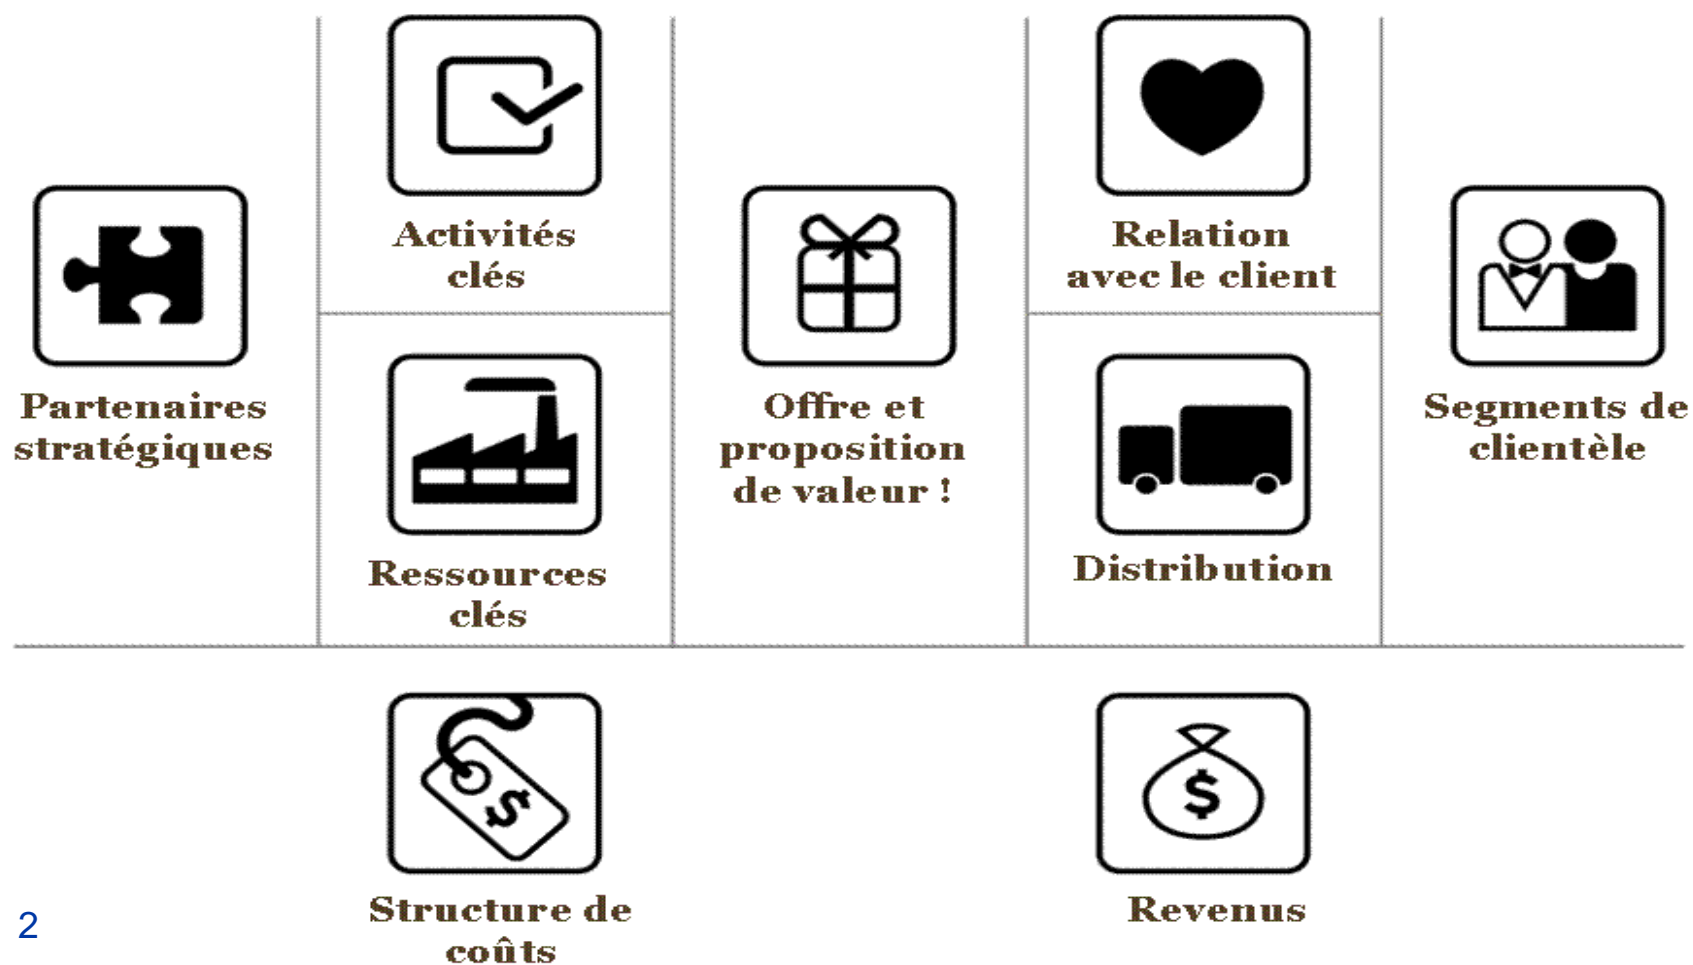 Partenaires
stratégiques
Activités
clés
Ressources
clés
Offre et
proposition
de valeur !
Relation
avec le client
Distribution
Segments de
clientèle
Structure de
coûts
$
Revenus
$
2